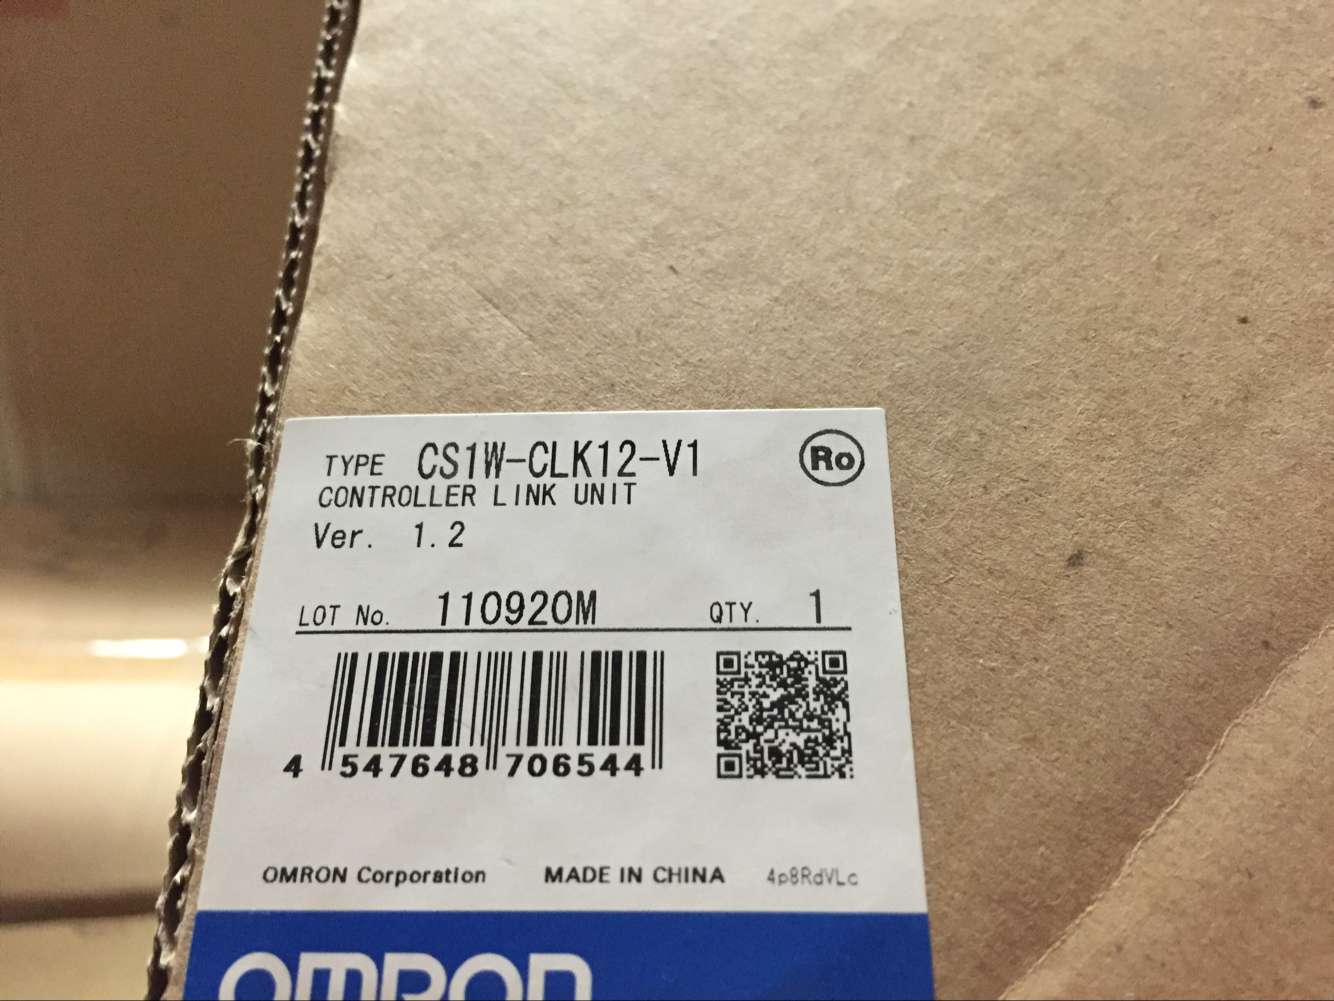 TYPE CS1W-CLK12-V1 Ro
CONTROLLER LINK UNIT
Ver. 1.2
LOT No. 110920M QTY. 1
4 547648 706544
OMRON Corporation MADE IN CHINA 4p8RdVLc
OMRON